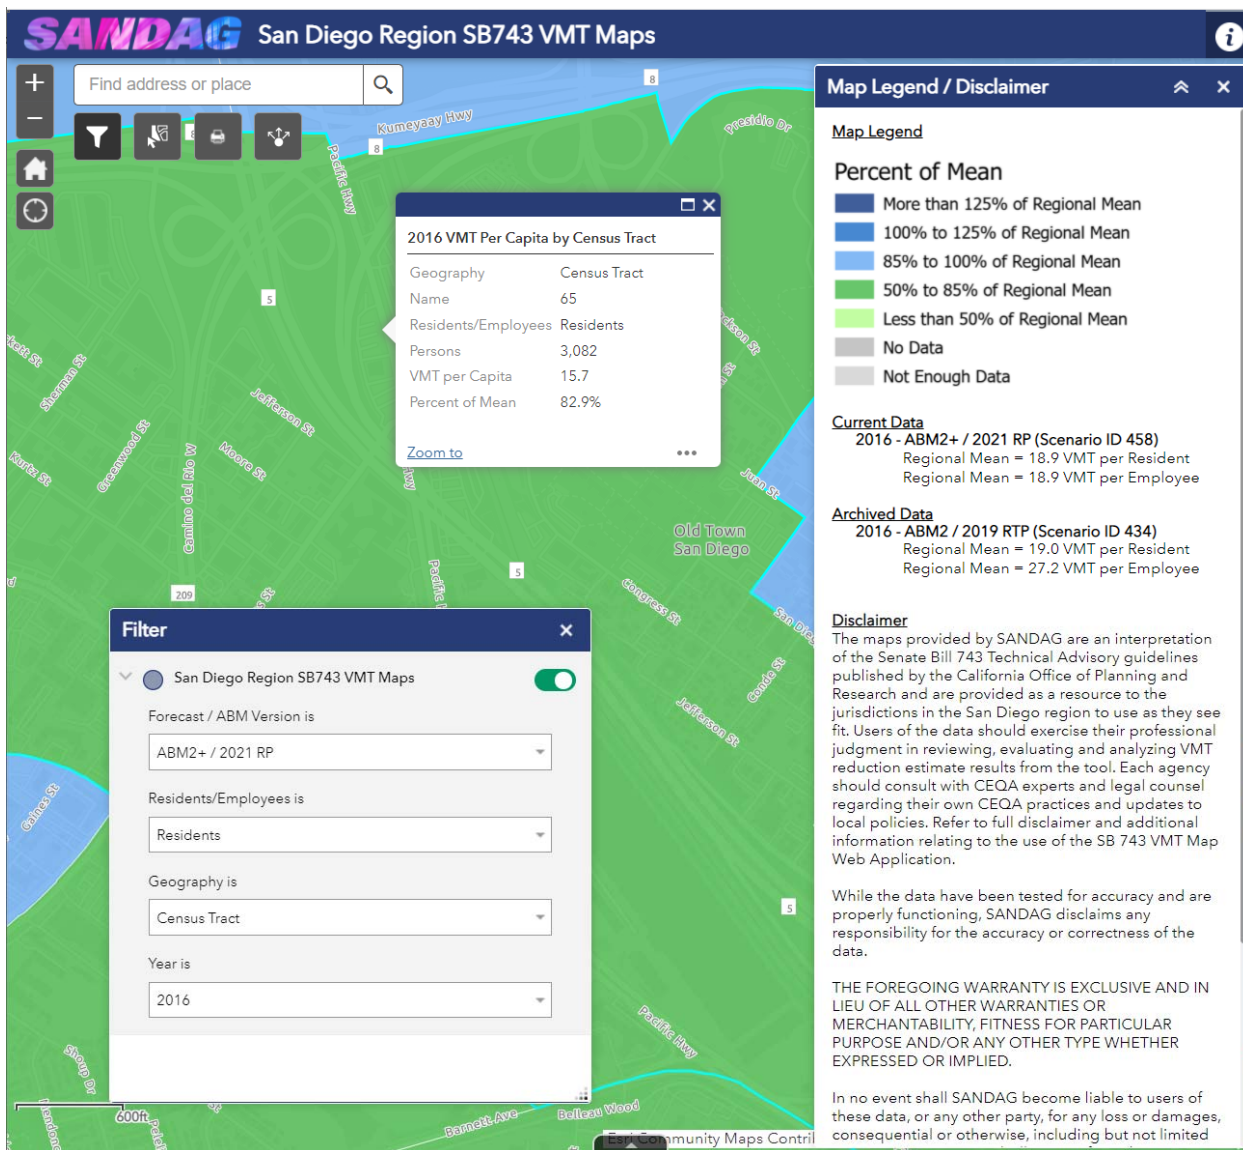 SANDAG San Diego Region SB743 VMT Maps
i
Find address or place
+
−
Kumeyaay Hwy
8
8
8
Presidio Dr
Pacific Hwy
2016 VMT Per Capita by Census Tract
Geography Census Tract
Name 65
Residents/Employees Residents
Persons 3,082
VMT per Capita 15.7
Percent of Mean 82.9%
Zoom to
5
Sherman St
Jefferson St
Greenwood St
Moore St
Kurtz St
Camino del Rio W
Juan St
Hwy
Old Town
San Diego
5
209
Congress St
San Die
Conde St
Jefferson St
Gaines St
5
Pacific Hwy
Shoup Dr
600ft
Barnett Ave
Belleau Wood
Esri Community Maps Contri
Filter
San Diego Region SB743 VMT Maps
Forecast / ABM Version is
ABM2+ / 2021 RP
Residents/Employees is
Residents
Geography is
Census Tract
Year is
2016
Map Legend / Disclaimer
Map Legend
Percent of Mean
More than 125% of Regional Mean
100% to 125% of Regional Mean
85% to 100% of Regional Mean
50% to 85% of Regional Mean
Less than 50% of Regional Mean
No Data
Not Enough Data
Current Data
2016 - ABM2+ / 2021 RP (Scenario ID 458)
Regional Mean = 18.9 VMT per Resident
Regional Mean = 18.9 VMT per Employee
Archived Data
2016 - ABM2 / 2019 RTP (Scenario ID 434)
Regional Mean = 19.0 VMT per Resident
Regional Mean = 27.2 VMT per Employee
Disclaimer
The maps provided by SANDAG are an interpretation
of the Senate Bill 743 Technical Advisory guidelines
published by the California Office of Planning and
Research and are provided as a resource to the
jurisdictions in the San Diego region to use as they see
fit. Users of the data should exercise their professional
judgment in reviewing, evaluating and analyzing VMT
reduction estimate results from the tool. Each agency
should consult with CEQA experts and legal counsel
regarding their own CEQA practices and updates to
local policies. Refer to full disclaimer and additional
information relating to the use of the SB 743 VMT Map
Web Application.
While the data have been tested for accuracy and are
properly functioning, SANDAG disclaims any
responsibility for the accuracy or correctness of the
data.
THE FOREGOING WARRANTY IS EXCLUSIVE AND IN
LIEU OF ALL OTHER WARRANTIES OR
MERCHANTABILITY, FITNESS FOR PARTICULAR
PURPOSE AND/OR ANY OTHER TYPE WHETHER
EXPRESSED OR IMPLIED.
In no event shall SANDAG become liable to users of
these data, or any other party, for any loss or damages,
consequential or otherwise, including but not limited